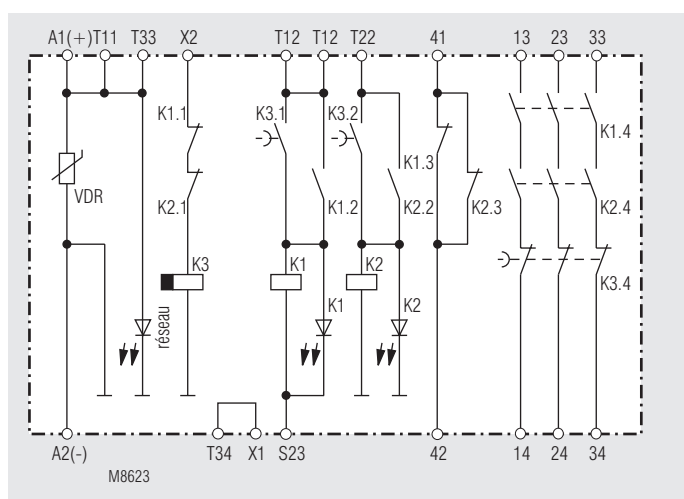 A1(+) T11 T33 X2 T12 T12 T22 41 13 23 33
K1.1 K3.1 K3.2 K1.4
K1.3
VDR K2.1 K1.2 K2.2 K2.3 K2.4
K3 K1 K2 K3.4
K1 K2
réseau
A2(-) T34 X1 S23 42 14 24 34
M8623